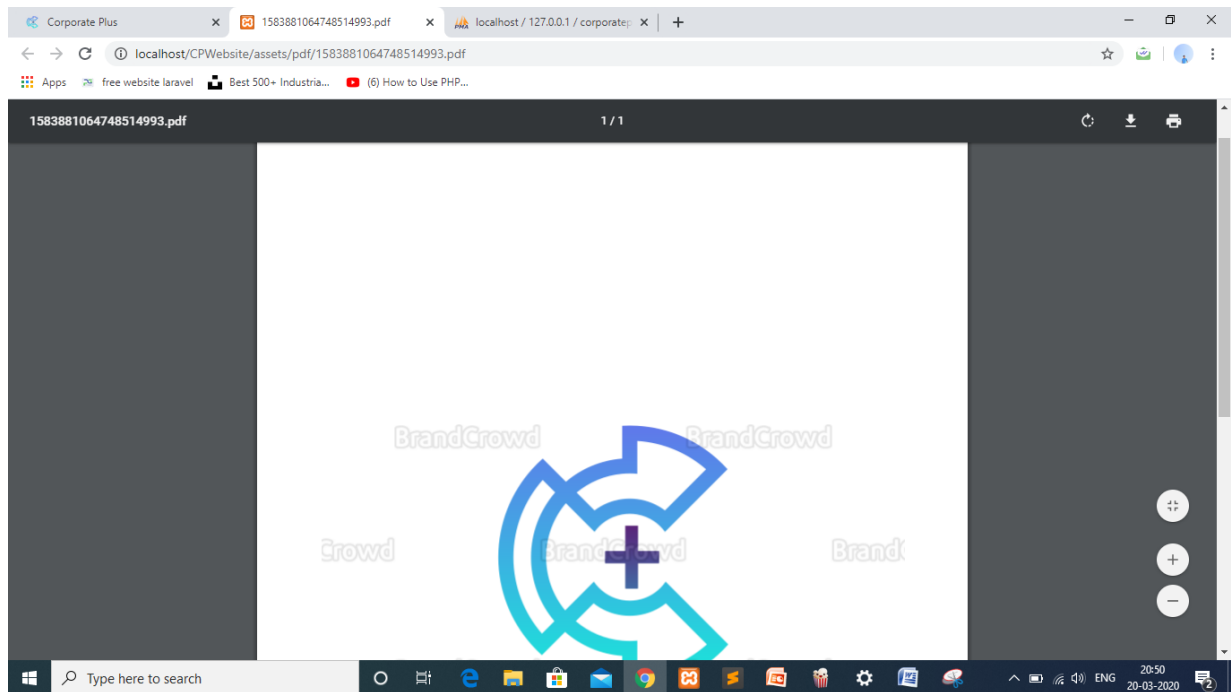 Corporate Plus
1583881064748514993.pdf
localhost / 127.0.0.1 / corporatep
localhost/CPWebsite/assets/pdf/1583881064748514993.pdf
Apps
free website laravel
Best 500+ Industria...
(6) How to Use PHP...
1583881064748514993.pdf
1 / 1
BrandCrowd BrandCrowd
Crowd BrandCrowd Brand
Type here to search
ENG
20:50
20-03-2020
2